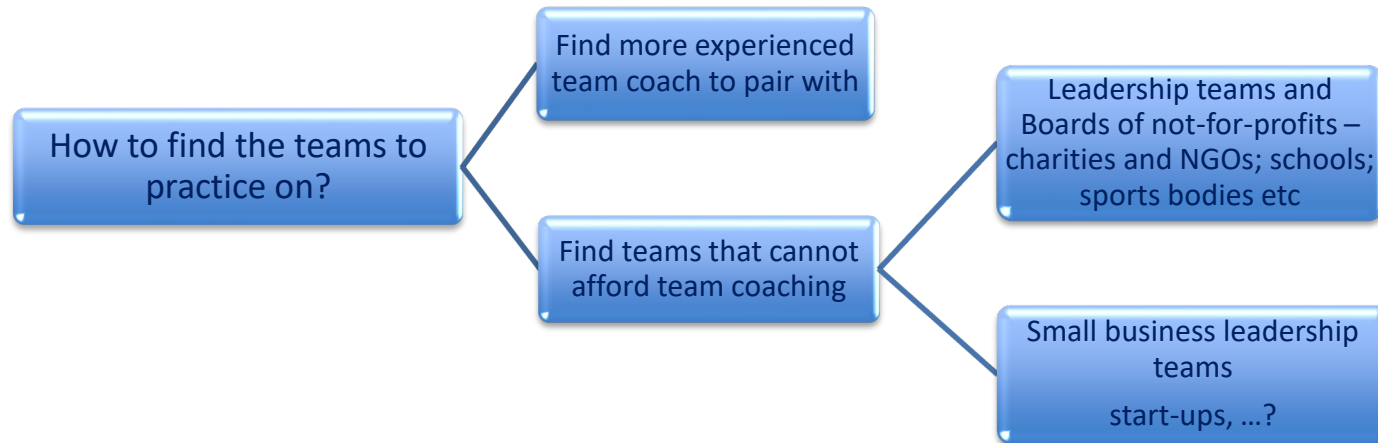 How to find the teams to
practice on?
Find more experienced
team coach to pair with
Find teams that cannot
afford team coaching
Leadership teams and
Boards of not-for-profits –
charities and NGOs; schools;
sports bodies etc
Small business leadership
teams
start-ups, ...?